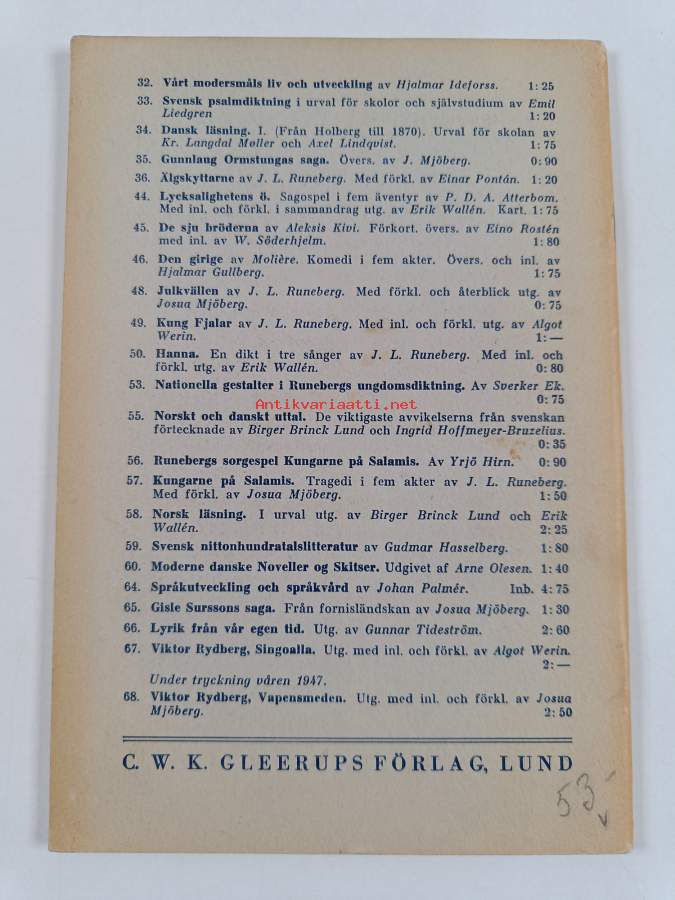 32. Vårt modersmåls liv och utveckling av Hjalmar Ideforss. 1: 25
33. Svensk psalmdiktning i urval för skolor och självstudium av Emil
Liedgren 1: 20
34. Dansk läsning. I. (Från Holberg till 1870). Urval för skolan av
Kr. Langdal Møller och Axel Lindqvist. 1: 75
35. Gunnlang Ormstungas saga. Övers. av J. Mjöberg. 0: 90
36. Älgskyttarne av J. L. Runeberg. Med förkl. av Einar Pontán. 1: 20
44. Lycksalighetens ö. Sagospel i fem äventyr av P. D. A. Atterbom.
Med inl. och förkl. i sammandrag utg. av Erik Wallén. Kart. 1: 75
45. De sju bröderna av Aleksis Kivi. Förkort. övers. av Eino Rostén
med inl. av W. Söderhjelm. 1: 80
46. Den girige av Molière. Komedi i fem akter. Övers. och inl. av
Hjalmar Gullberg. 1: 75
48. Julkvällen av J. L. Runeberg. Med förkl. och återblick utg. av
Josua Mjöberg. 0: 75
49. Kung Fjalar av J. L. Runeberg. Med inl. och förkl. utg. av Algot
Werin. 1: —
50. Hanna. En dikt i tre sånger av J. L. Runeberg. Med inl. och
förkl. utg. av Erik Wallén. 0: 80
53. Nationella gestalter i Runebergs ungdomsdiktning. Av Sverker Ek.
0: 75
Antikvariaatti.net
55. Norskt och danskt uttal. De viktigaste avvikelserna från svenskan
förtecknade av Birger Brinck Lund och Ingrid Hoffmeyer-Bruzelius.
0: 35
56. Runebergs sorgespel Kungarne på Salamis. Av Yrjö Hirn. 0: 90
57. Kungarne på Salamis. Tragedi i fem akter av J. L. Runeberg.
Med förkl. av Josua Mjöberg. 1: 50
58. Norsk läsning. I urval utg. av Birger Brinck Lund och Erik
Wallén. 2: 25
59. Svensk nittonhundratalslitteratur av Gudmar Hasselberg. 1: 80
60. Moderne danske Noveller og Skitser. Udgivet af Arne Olesen. 1: 40
64. Språkutveckling och språkvård av Johan Palmér. Inb. 4: 75
65. Gisle Surssons saga. Från fornisländskan av Josua Mjöberg. 1: 30
66. Lyrik från vår egen tid. Utg. av Gunnar Tideström. 2: 60
67. Viktor Rydberg, Singoalla. Utg. med inl. och förkl. av Algot Werin.
2: —
Under tryckning våren 1947.
68. Viktor Rydberg, Vapensmeden. Utg. med inl. och förkl. av Josua
Mjöberg. 2: 50
C. W. K. GLEERUPS FÖRLAG, LUND
53